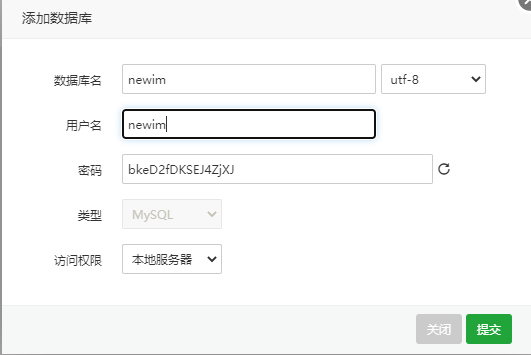 添加数据库
数据库名 newim utf-8
用户名 newim
密码 bkeD2fDKSEJ4ZjXJ
类型 MySQL
访问权限 本地服务器
关闭 提交